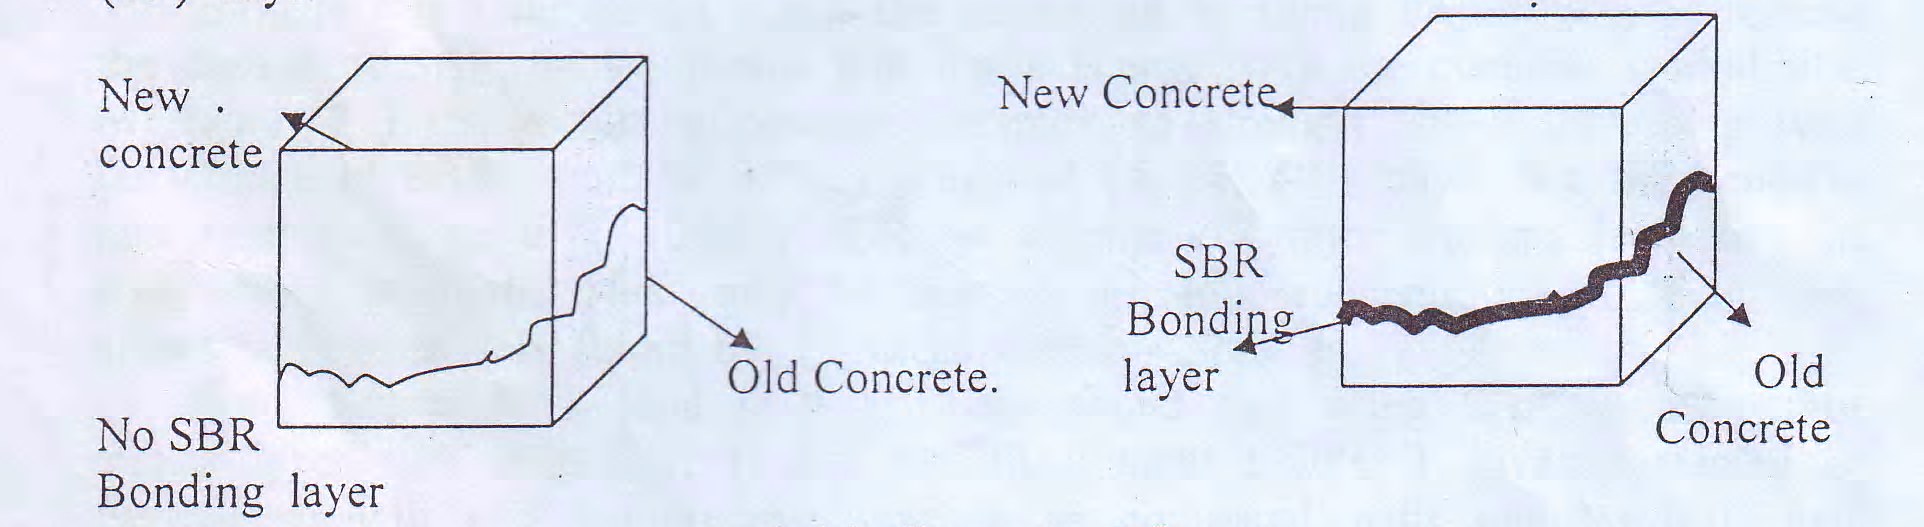 New .
concrete
Old Concrete.
No SBR
Bonding layer
New Concrete
SBR
Bonding
layer
Old
Concrete